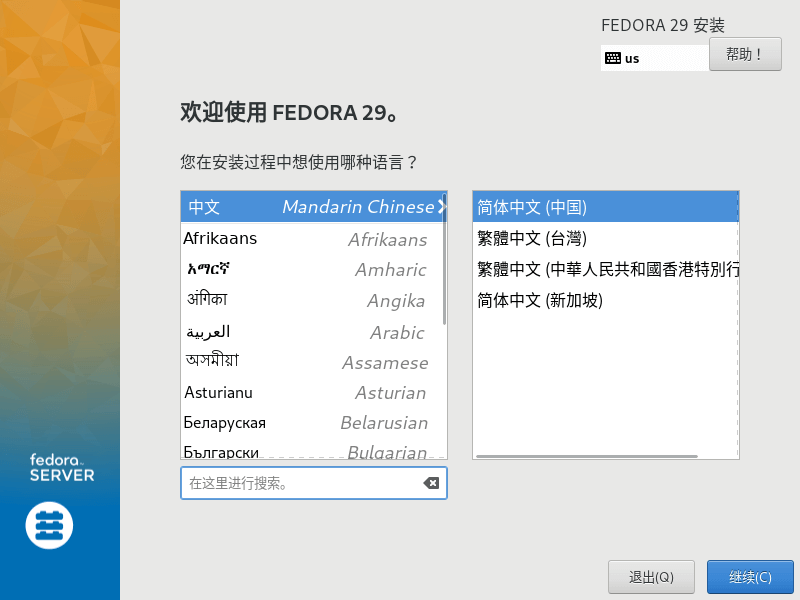 FEDORA 29 安装
us
帮助！
欢迎使用 FEDORA 29。
您在安装过程中想使用哪种语言？
中文 Mandarin Chinese
Afrikaans Afrikaans
አማርኛ Amharic
अंगिका Angika
العربية Arabic
অসমীয়া Assamese
Asturianu Asturian
Беларуская Belarusian
Български Bulgarian
简体中文 (中国)
繁體中文 (台灣)
繁體中文 (中華人民共和國香港特別行
简体中文 (新加坡)
在这里进行搜索。
fedora
SERVER
退出(Q)
继续(C)